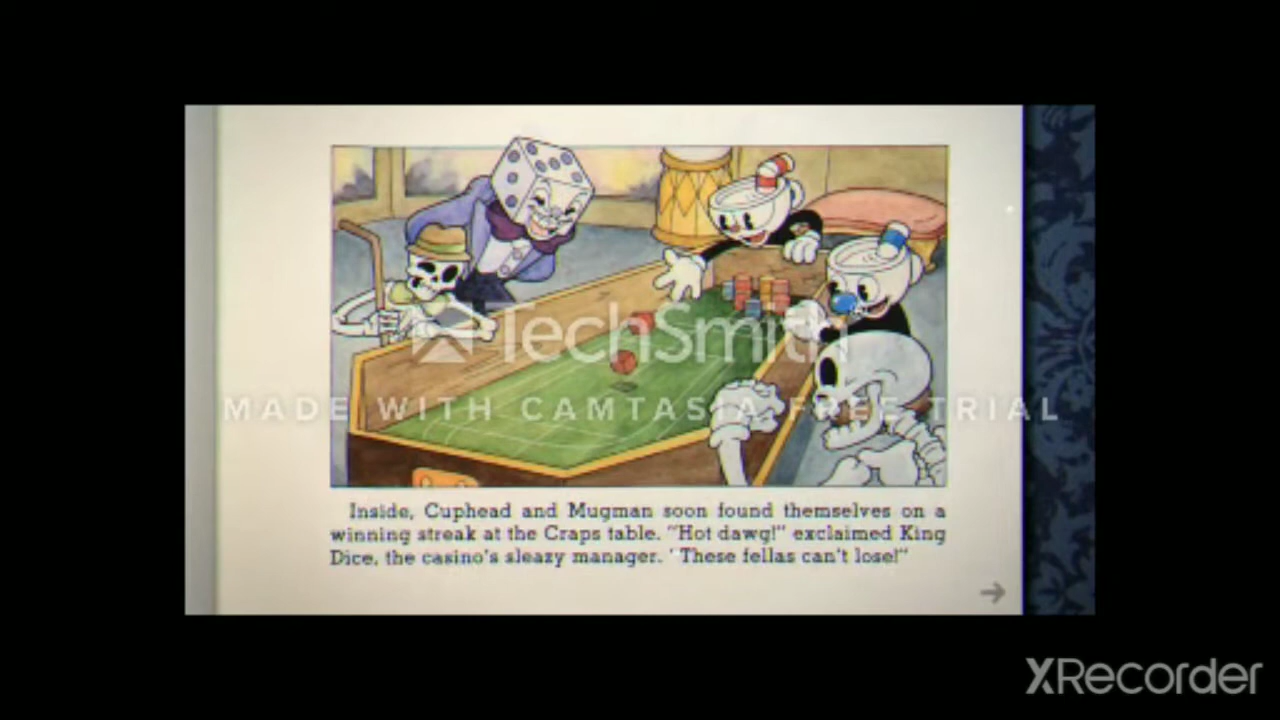 TechSmith
MADE WITH CAMTASIA FREE TRIAL
Inside, Cuphead and Mugman soon found themselves on a
winning streak at the Craps table. "Hot dawg!" exclaimed King
Dice, the casino's sleazy manager. "These fellas can't lose!"
XRecorder